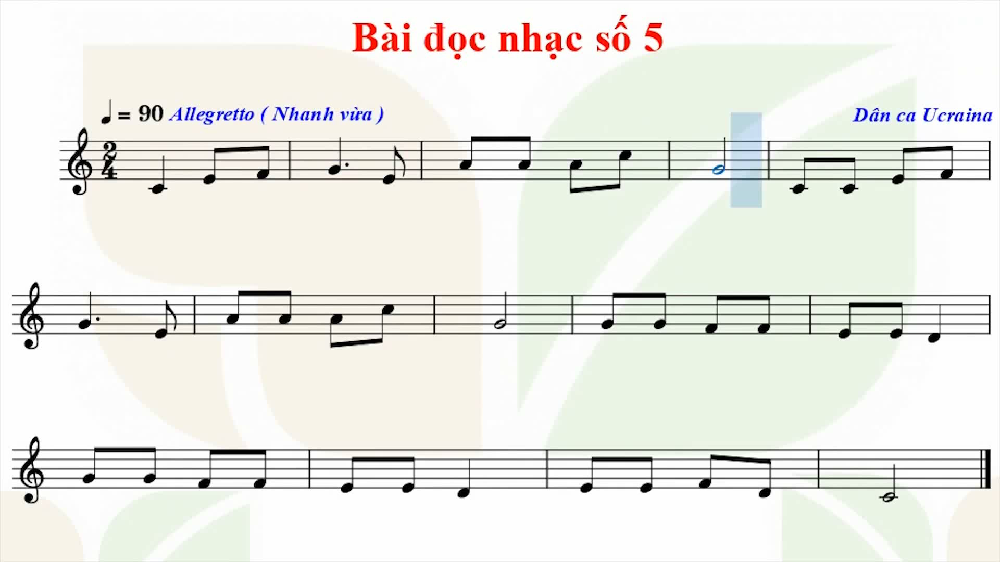 Bài đọc nhạc số 5
♩ = 90 Allegretto ( Nhanh vừa )
Dân ca Ucraina
2
4